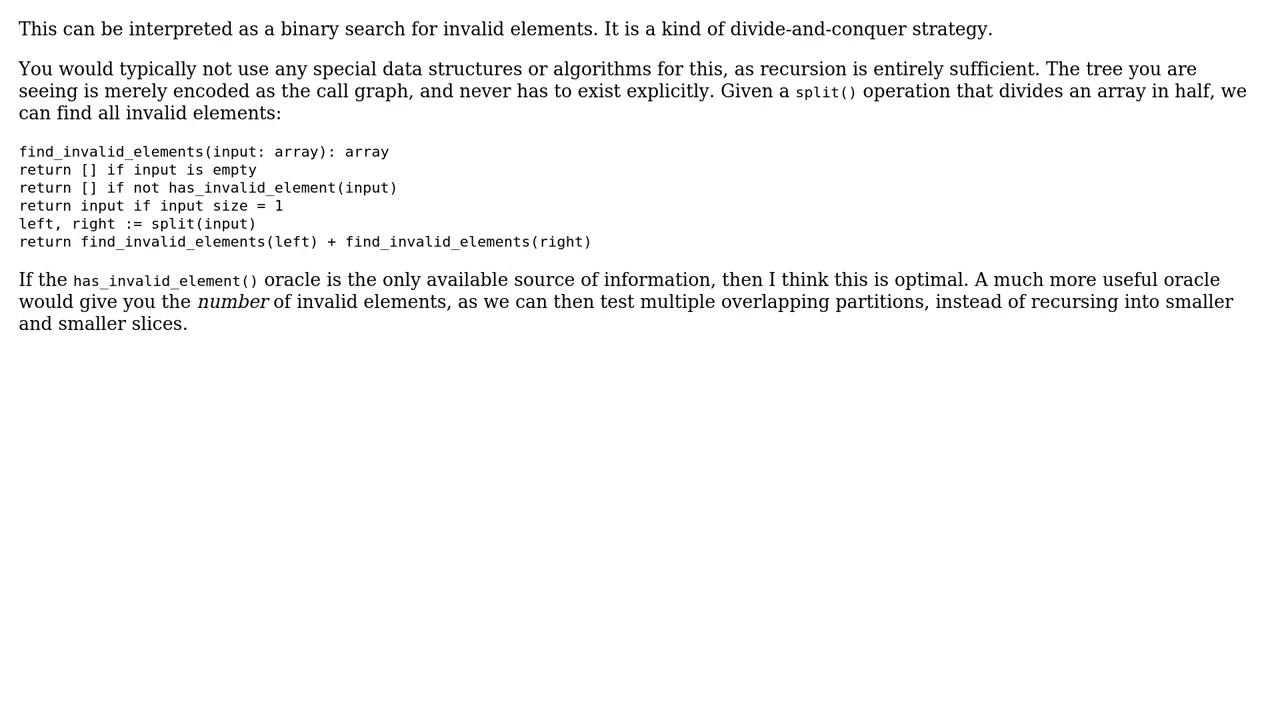 This can be interpreted as a binary search for invalid elements. It is a kind of divide-and-conquer strategy.
You would typically not use any special data structures or algorithms for this, as recursion is entirely sufficient. The tree you are
seeing is merely encoded as the call graph, and never has to exist explicitly. Given a split() operation that divides an array in half, we
can find all invalid elements:
find_invalid_elements(input: array): array
return [] if input is empty
return [] if not has_invalid_element(input)
return input if input size = 1
left, right := split(input)
return find_invalid_elements(left) + find_invalid_elements(right)
If the has_invalid_element() oracle is the only available source of information, then I think this is optimal. A much more useful oracle
would give you the number of invalid elements, as we can then test multiple overlapping partitions, instead of recursing into smaller
and smaller slices.